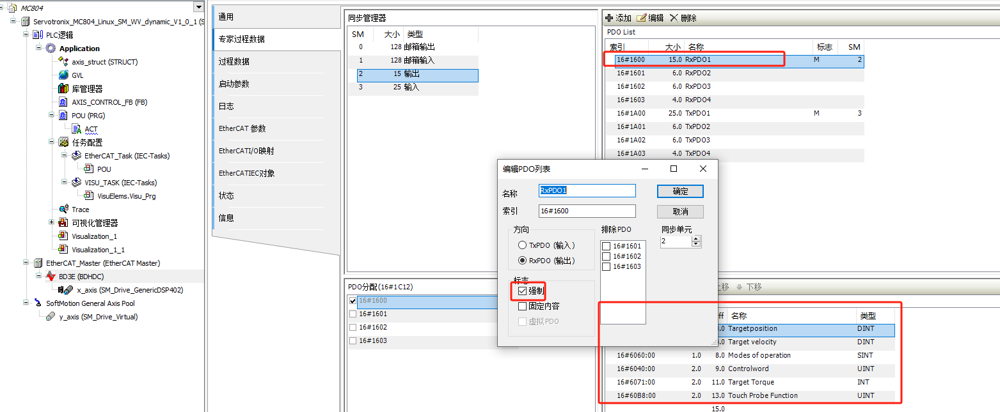 MC804
Servotronix_MC804_Linux_SM_WV_dynamic_V1_0_1 (S
PLC逻辑
Application
axis_struct (STRUCT)
GVL
库管理器
AXIS_CONTROL_FB (FB)
POU (PRG)
ACT
任务配置
EtherCAT_Task (IEC-Tasks)
POU
VISU_TASK (IEC-Tasks)
VisuElems.Visu_Prg
Trace
可视化管理器
Visualization_1
Visualization_1_1
EtherCAT_Master (EtherCAT Master)
BD3E (BDHDC)
x_axis (SM_Drive_GenericDSP402)
SoftMotion General Axis Pool
y_axis (SM_Drive_Virtual)
通用
专家过程数据
过程数据
启动参数
日志
EtherCAT 参数
EtherCATI/O映射
EtherCATIEC对象
状态
信息
同步管理器
SM 大小 类型
0 128 邮箱输出
1 128 邮箱输入
2 15 输出
3 25 输入
添加 编辑 删除
PDO List
索引 大小 名称 标志 SM
16#1600 15.0 RxPDO1 M 2
16#1601 6.0 RxPDO2
16#1602 6.0 RxPDO3
16#1603 4.0 RxPDO4
16#1A00 25.0 TxPDO1 M 3
16#1A01 6.0 TxPDO2
16#1A02 6.0 TxPDO3
16#1A03 4.0 TxPDO4
编辑PDO列表
名称 RxPDO1 确定
索引 16#1600 取消
方向 排除PDO 同步单元
TxPDO (输入) 16#1601 2
RxPDO (输出) 16#1602
16#1603
标志
强制
固定内容
虚拟PDO
PDO分配(16#1C12)
16#1600
16#1601
16#1602
16#1603
上移 下移
ff 名称 类型
.0 Targetposition DINT
.0 Target velocity DINT
16#6060:00 1.0 8.0 Modes of operation SINT
16#6040:00 2.0 9.0 Controlword UINT
16#6071:00 2.0 11.0 Target Torque INT
16#60B8:00 2.0 13.0 Touch Probe Function UINT
15.0